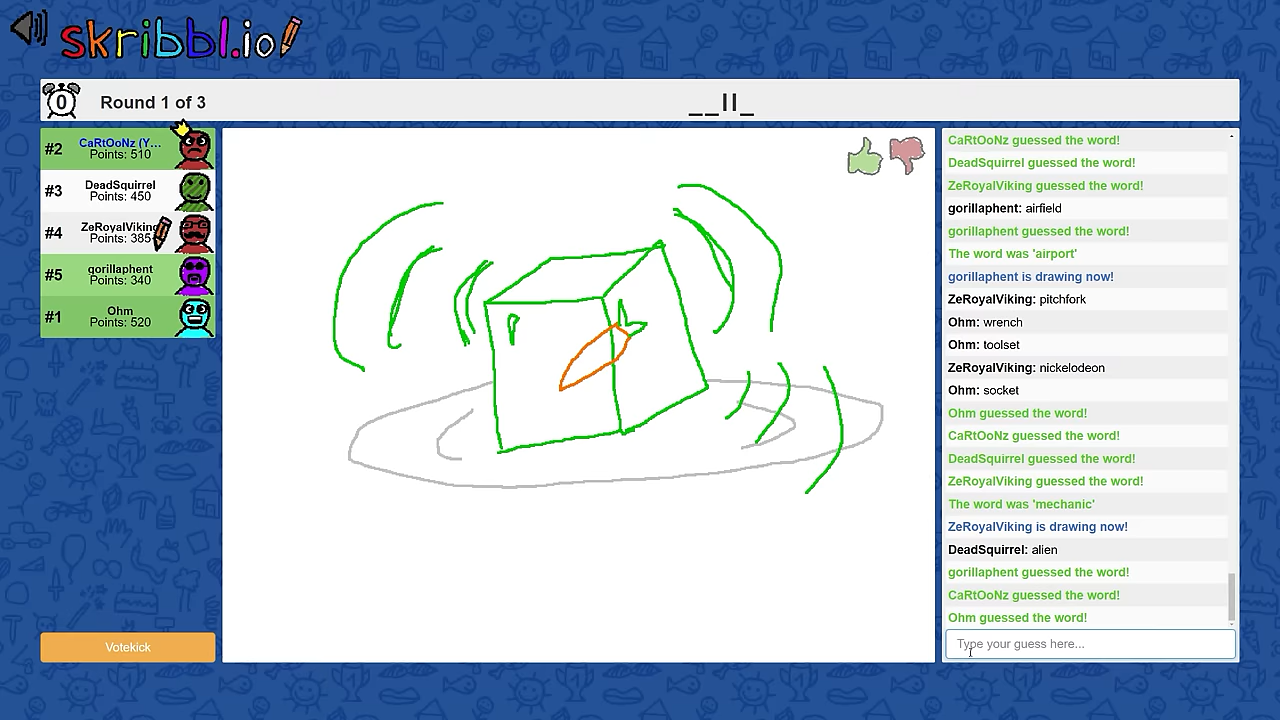 skribbl.io
0
Round 1 of 3
__ll_
#2
CaRtOoNz (Y...
Points: 510
#3
DeadSquirrel
Points: 450
#4
ZeRoyalViking
Points: 385
#5
gorillaphent
Points: 340
#1
Ohm
Points: 520
Votekick
CaRtOoNz guessed the word!
DeadSquirrel guessed the word!
ZeRoyalViking guessed the word!
gorillaphent: airfield
gorillaphent guessed the word!
The word was 'airport'
gorillaphent is drawing now!
ZeRoyalViking: pitchfork
Ohm: wrench
Ohm: toolset
ZeRoyalViking: nickelodeon
Ohm: socket
Ohm guessed the word!
CaRtOoNz guessed the word!
DeadSquirrel guessed the word!
ZeRoyalViking guessed the word!
The word was 'mechanic'
ZeRoyalViking is drawing now!
DeadSquirrel: alien
gorillaphent guessed the word!
CaRtOoNz guessed the word!
Ohm guessed the word!
Type your guess here...